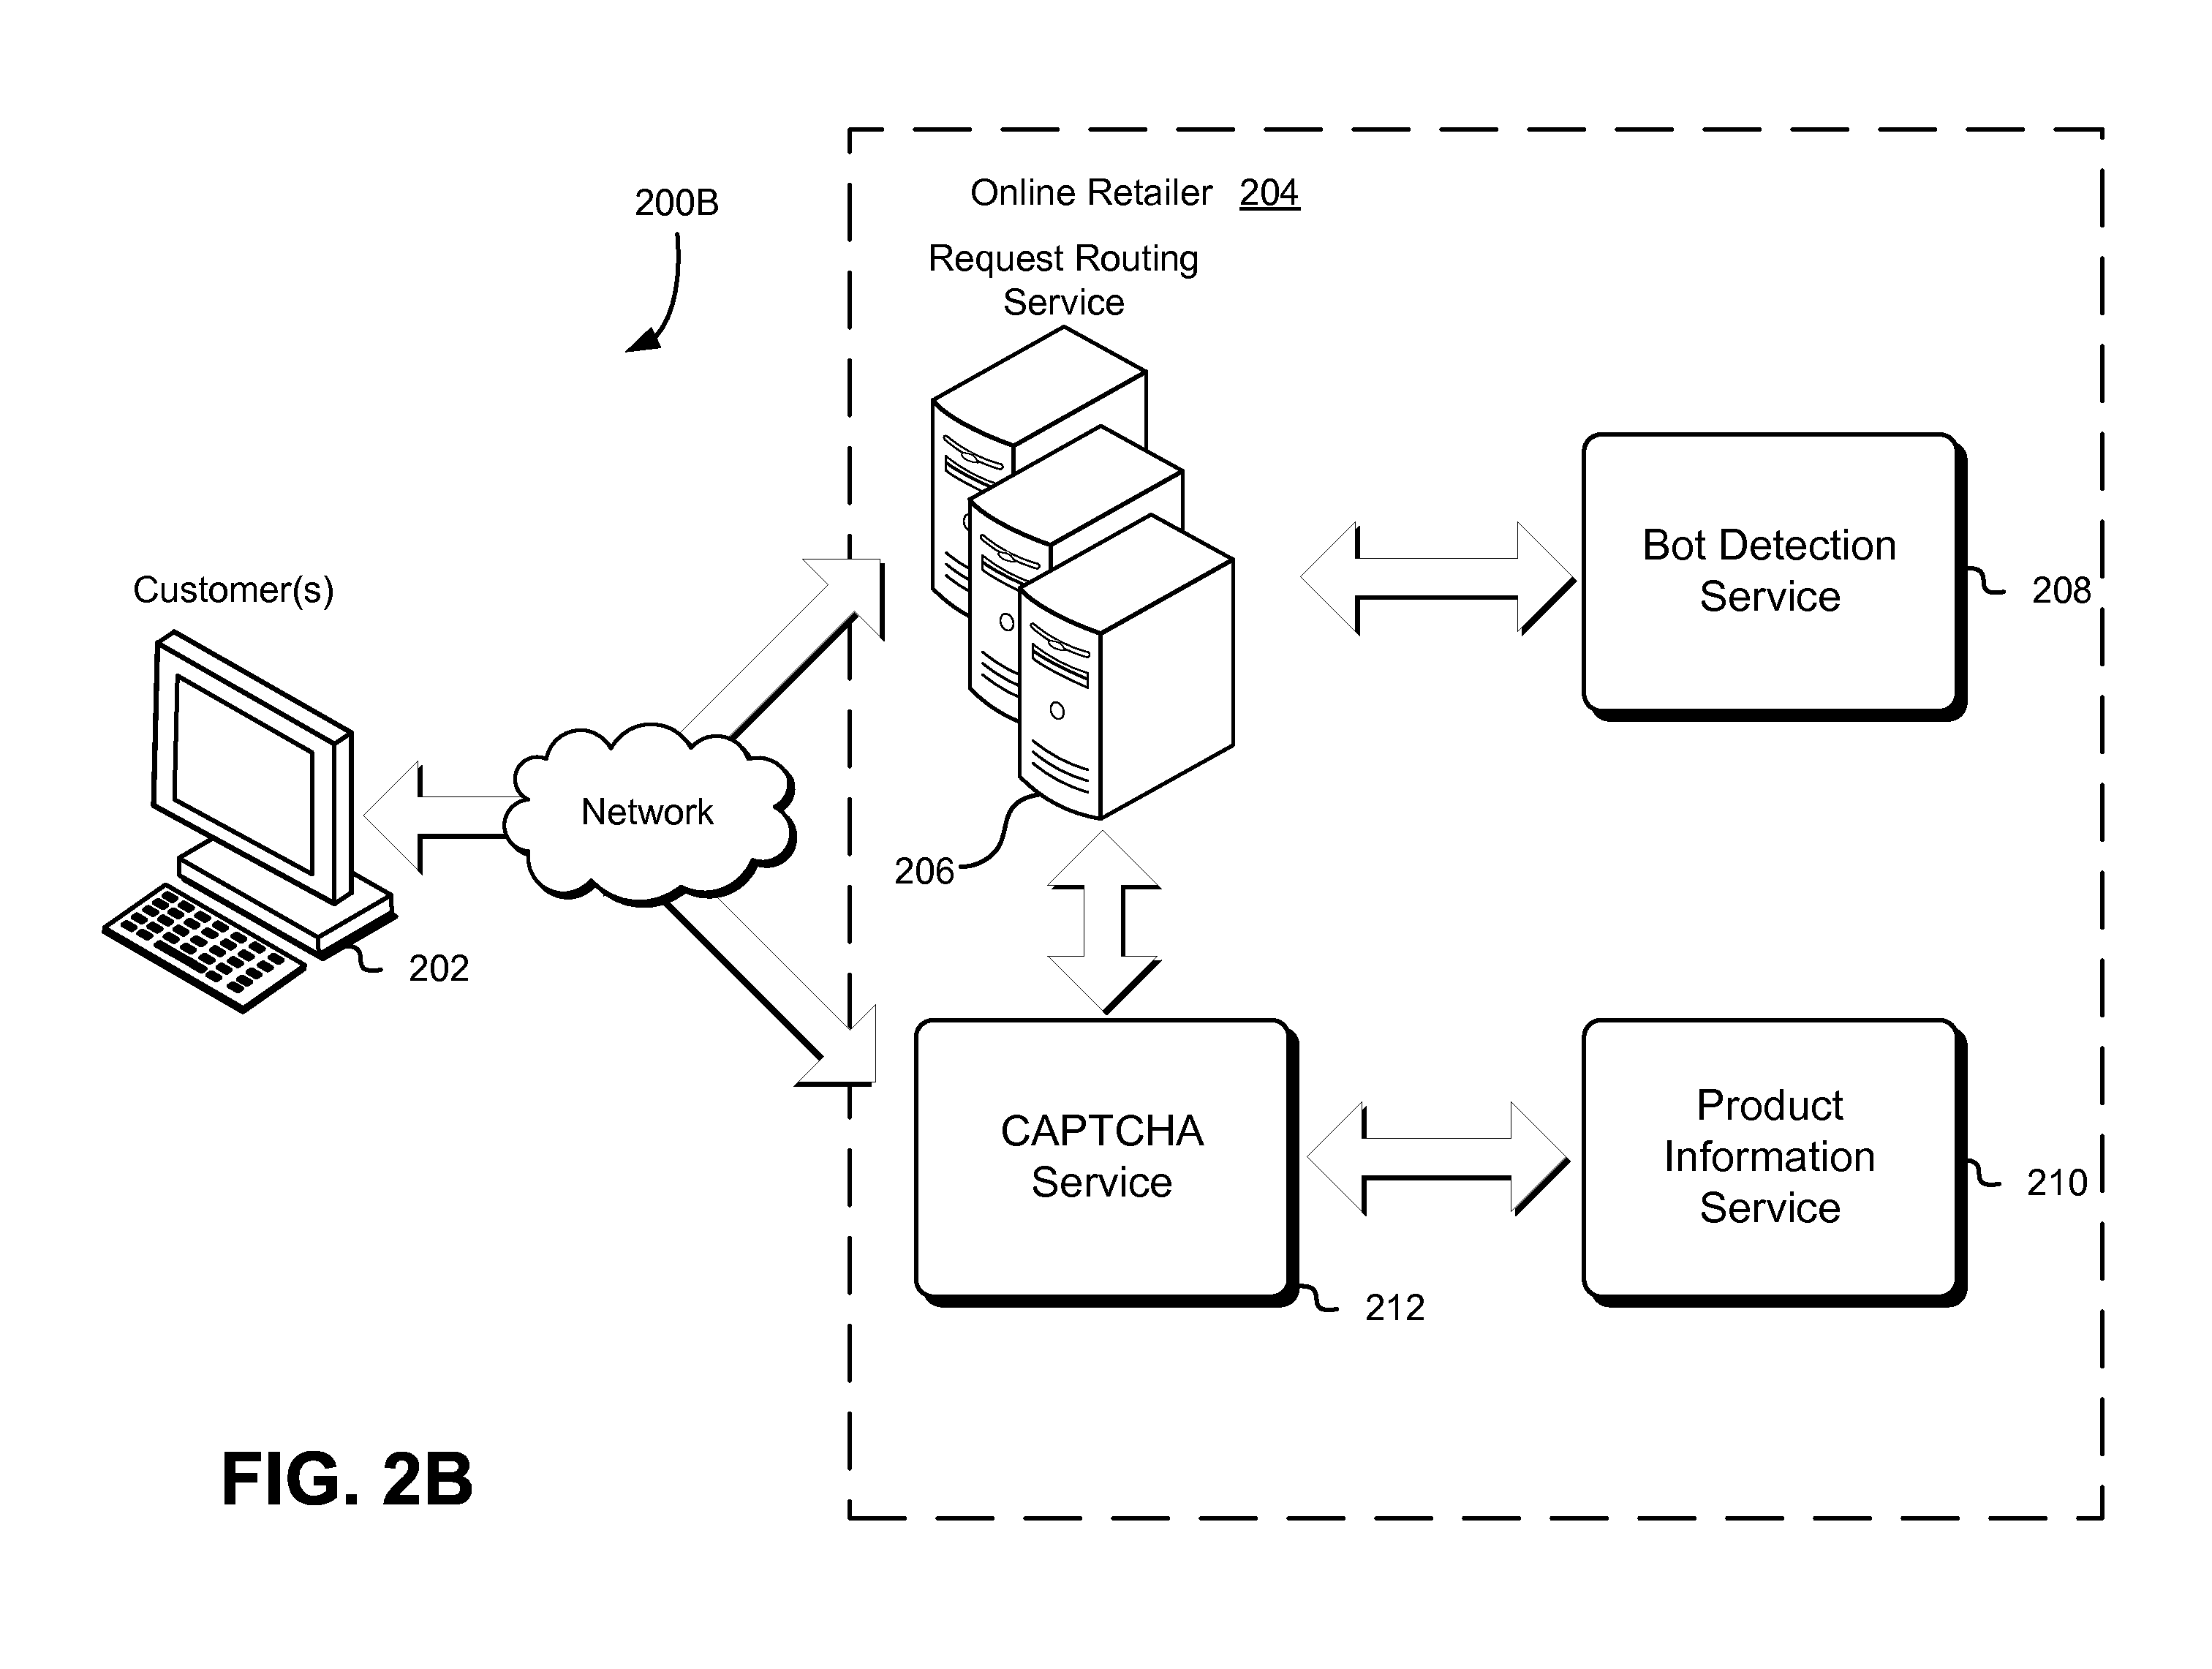 200B
Online Retailer 204
Request Routing
Service
Bot Detection
Service
208
Customer(s)
Network
206
202
CAPTCHA
Service
212
Product
Information
Service
210
FIG. 2B